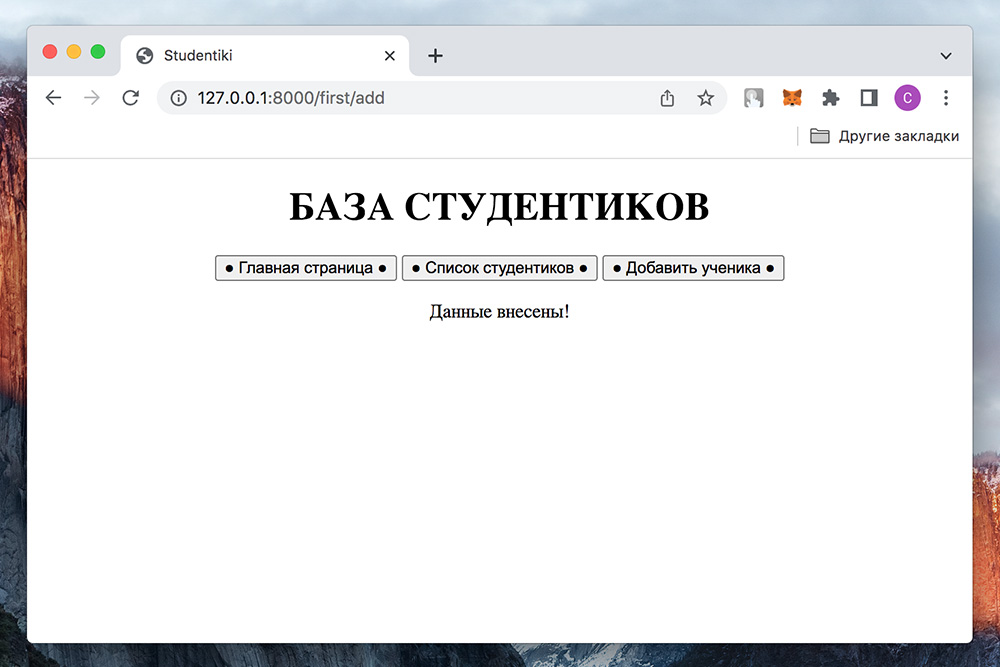 Studentiki
127.0.0.1:8000/first/add
C
Другие закладки
БАЗА СТУДЕНТИКОВ
● Главная страница ● ● Список студентиков ● ● Добавить ученика ●
Данные внесены!